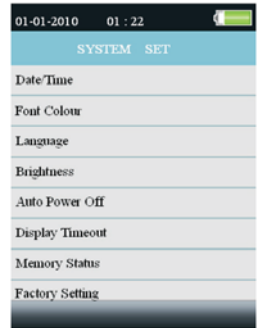 01-01-2010 01 : 22
SYSTEM SET
Date/Time
Font Colour
Language
Brightness
Auto Power Off
Display Timeout
Memory Status
Factory Setting